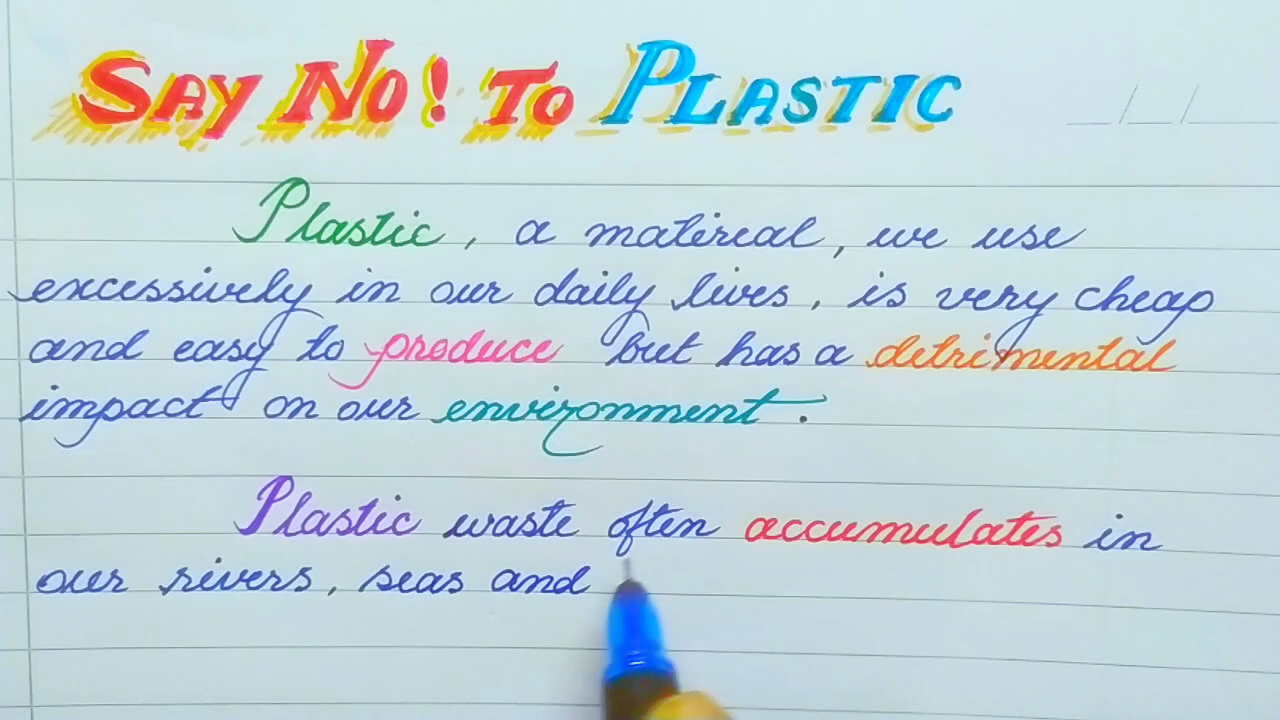 SAY NO! TO PLASTIC
Plastic, a material, we use
excessively in our daily lives, is very cheap
and easy to produce but has a detrimental
impact on our environment.
Plastic waste often accumulates in
our rivers, seas and